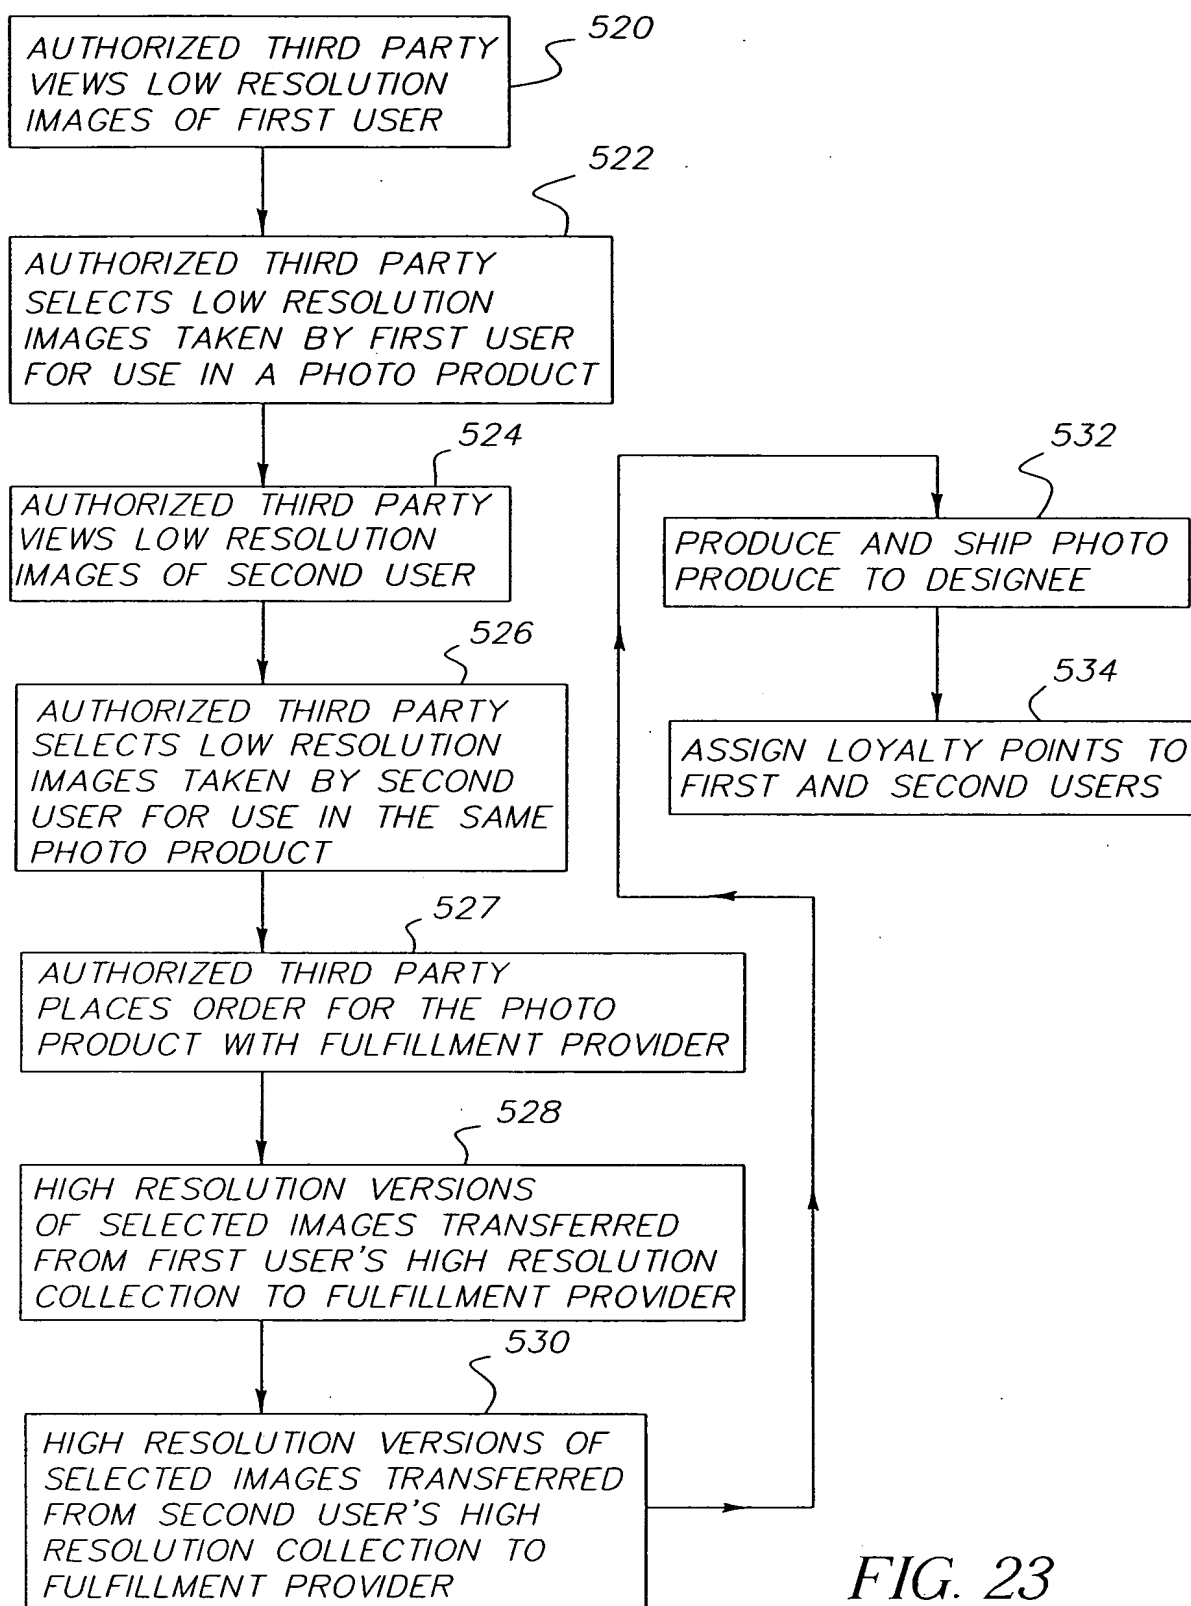 520
AUTHORIZED THIRD PARTY
VIEWS LOW RESOLUTION
IMAGES OF FIRST USER
522
AUTHORIZED THIRD PARTY
SELECTS LOW RESOLUTION
IMAGES TAKEN BY FIRST USER
FOR USE IN A PHOTO PRODUCT
524
AUTHORIZED THIRD PARTY
VIEWS LOW RESOLUTION
IMAGES OF SECOND USER
526
AUTHORIZED THIRD PARTY
SELECTS LOW RESOLUTION
IMAGES TAKEN BY SECOND
USER FOR USE IN THE SAME
PHOTO PRODUCT
527
AUTHORIZED THIRD PARTY
PLACES ORDER FOR THE PHOTO
PRODUCT WITH FULFILLMENT PROVIDER
528
HIGH RESOLUTION VERSIONS
OF SELECTED IMAGES TRANSFERRED
FROM FIRST USER'S HIGH RESOLUTION
COLLECTION TO FULFILLMENT PROVIDER
530
HIGH RESOLUTION VERSIONS OF
SELECTED IMAGES TRANSFERRED
FROM SECOND USER'S HIGH
RESOLUTION COLLECTION TO
FULFILLMENT PROVIDER
532
PRODUCE AND SHIP PHOTO
PRODUCE TO DESIGNEE
534
ASSIGN LOYALTY POINTS TO
FIRST AND SECOND USERS
FIG. 23